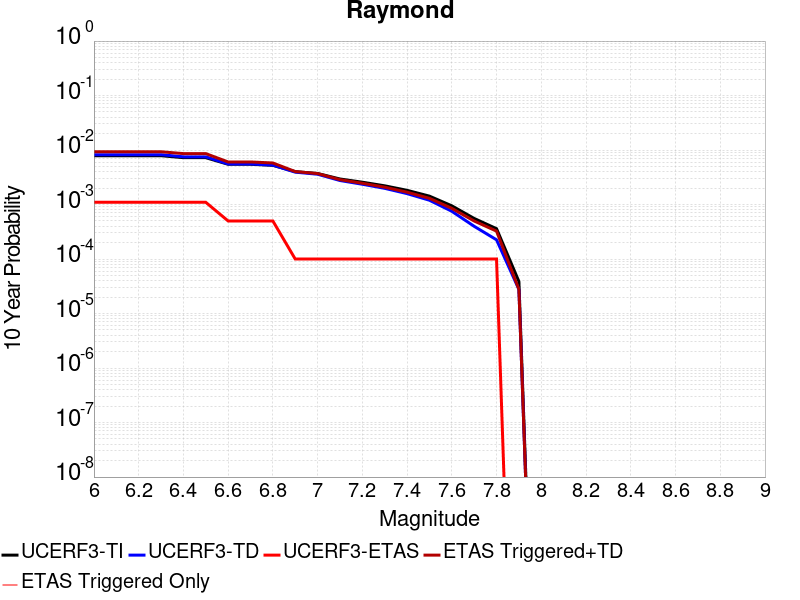 Raymond
10 Year Probability
10^0
10^-1
10^-2
10^-3
10^-4
10^-5
10^-6
10^-7
10^-8
6 6.2 6.4 6.6 6.8 7 7.2 7.4 7.6 7.8 8 8.2 8.4 8.6 8.8 9
Magnitude
UCERF3-TI UCERF3-TD UCERF3-ETAS ETAS Triggered+TD
ETAS Triggered Only